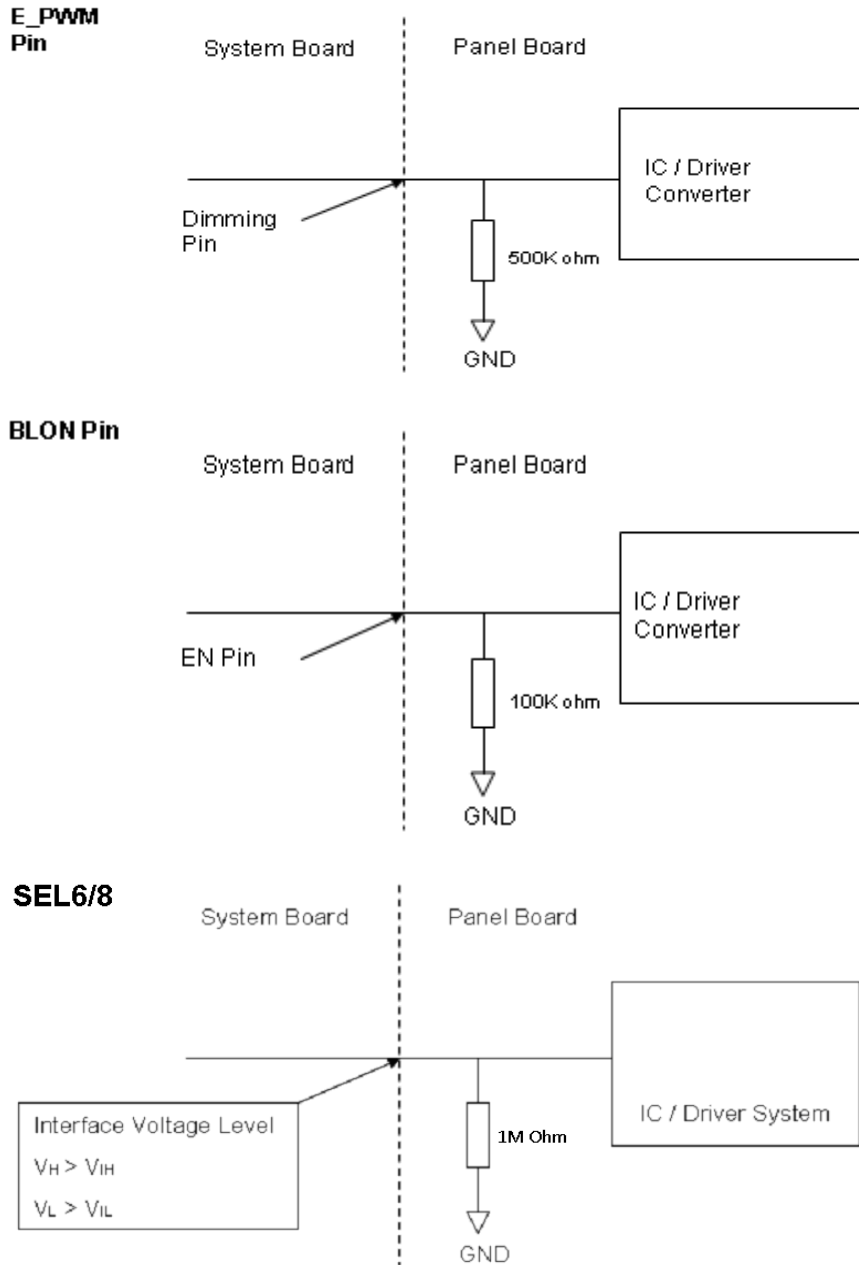 E_PWM
Pin
System Board
Panel Board
IC / Driver
Converter
Dimming
Pin
500K ohm
GND
BLON Pin
System Board
Panel Board
IC / Driver
Converter
EN Pin
100K ohm
GND
SEL6/8
System Board
Panel Board
Interface Voltage Level
VH > VIH
VL > VIL
1M Ohm
IC / Driver System
GND